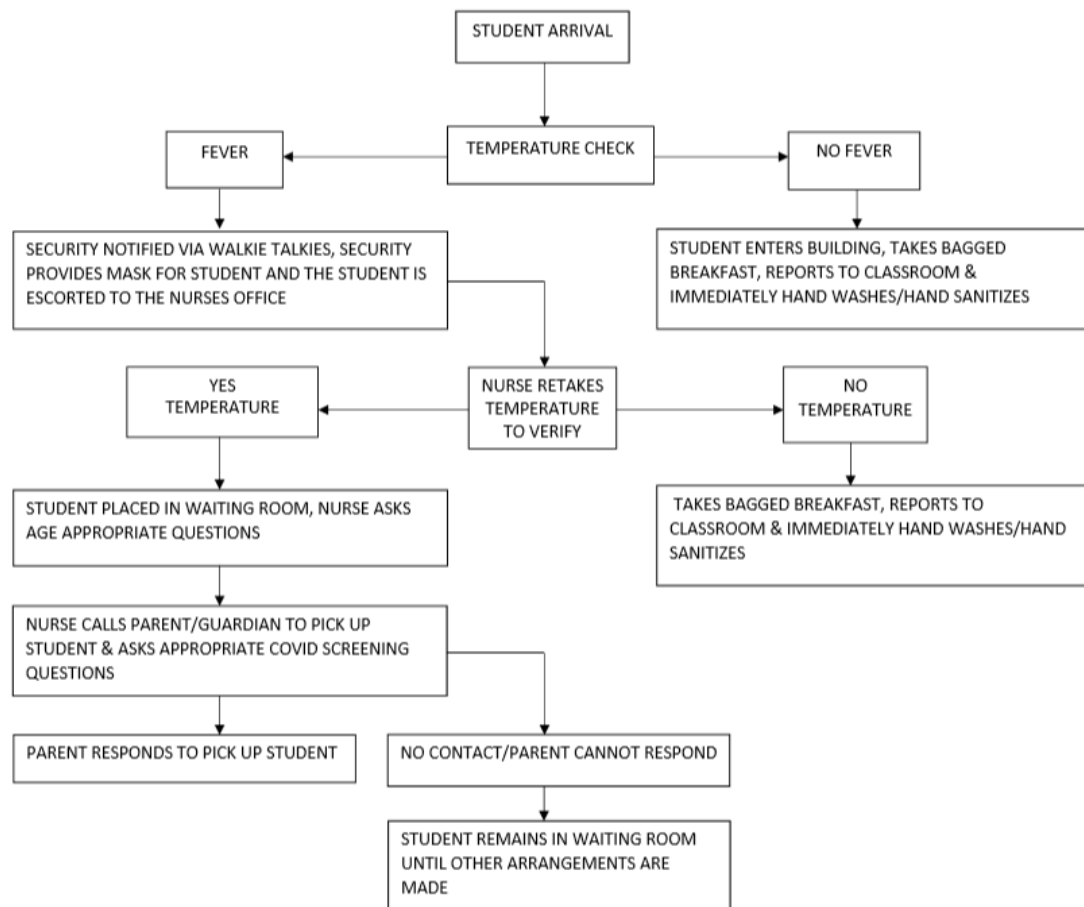 STUDENT ARRIVAL
FEVER
TEMPERATURE CHECK
NO FEVER
SECURITY NOTIFIED VIA WALKIE TALKIES, SECURITY
PROVIDES MASK FOR STUDENT AND THE STUDENT IS
ESCORTED TO THE NURSES OFFICE
STUDENT ENTERS BUILDING, TAKES BAGGED
BREAKFAST, REPORTS TO CLASSROOM &
IMMEDIATELY HAND WASHES/HAND SANITIZES
YES
TEMPERATURE
NURSE RETAKES
TEMPERATURE
TO VERIFY
NO
TEMPERATURE
STUDENT PLACED IN WAITING ROOM, NURSE ASKS
AGE APPROPRIATE QUESTIONS
TAKES BAGGED BREAKFAST, REPORTS TO
CLASSROOM & IMMEDIATELY HAND WASHES/HAND
SANITIZES
NURSE CALLS PARENT/GUARDIAN TO PICK UP
STUDENT & ASKS APPROPRIATE COVID SCREENING
QUESTIONS
PARENT RESPONDS TO PICK UP STUDENT
NO CONTACT/PARENT CANNOT RESPOND
STUDENT REMAINS IN WAITING ROOM
UNTIL OTHER ARRANGEMENTS ARE
MADE